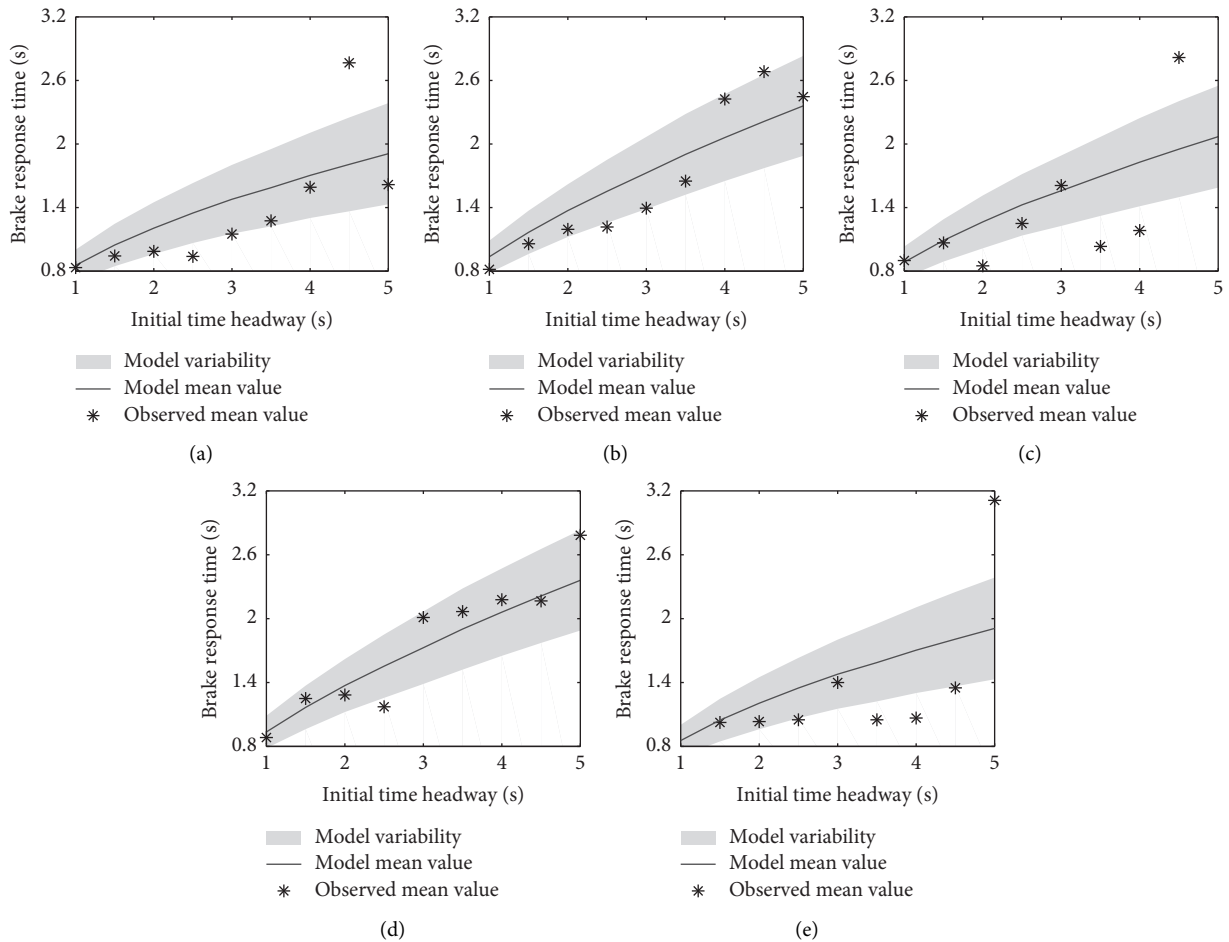 3.2
2.6
2
1.4
0.8
Brake response time (s)
1 2 3 4 5
Initial time headway (s)
Model variability
Model mean value
Observed mean value
(a)
3.2
2.6
2
1.4
0.8
Brake response time (s)
1 2 3 4 5
Initial time headway (s)
Model variability
Model mean value
Observed mean value
(b)
3.2
2.6
2
1.4
0.8
Brake response time (s)
1 2 3 4 5
Initial time headway (s)
Model variability
Model mean value
Observed mean value
(c)
3.2
2.6
2
1.4
0.8
Brake response time (s)
1 2 3 4 5
Initial time headway (s)
Model variability
Model mean value
Observed mean value
(d)
3.2
2.6
2
1.4
0.8
Brake response time (s)
1 2 3 4 5
Initial time headway (s)
Model variability
Model mean value
Observed mean value
(e)